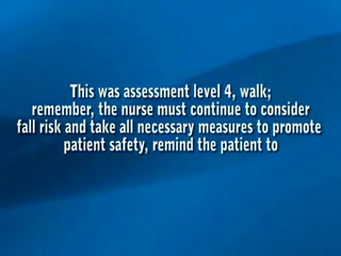 This was assessment level 4, walk;
remember, the nurse must continue to consider
fall risk and take all necessary measures to promote
patient safety, remind the patient to